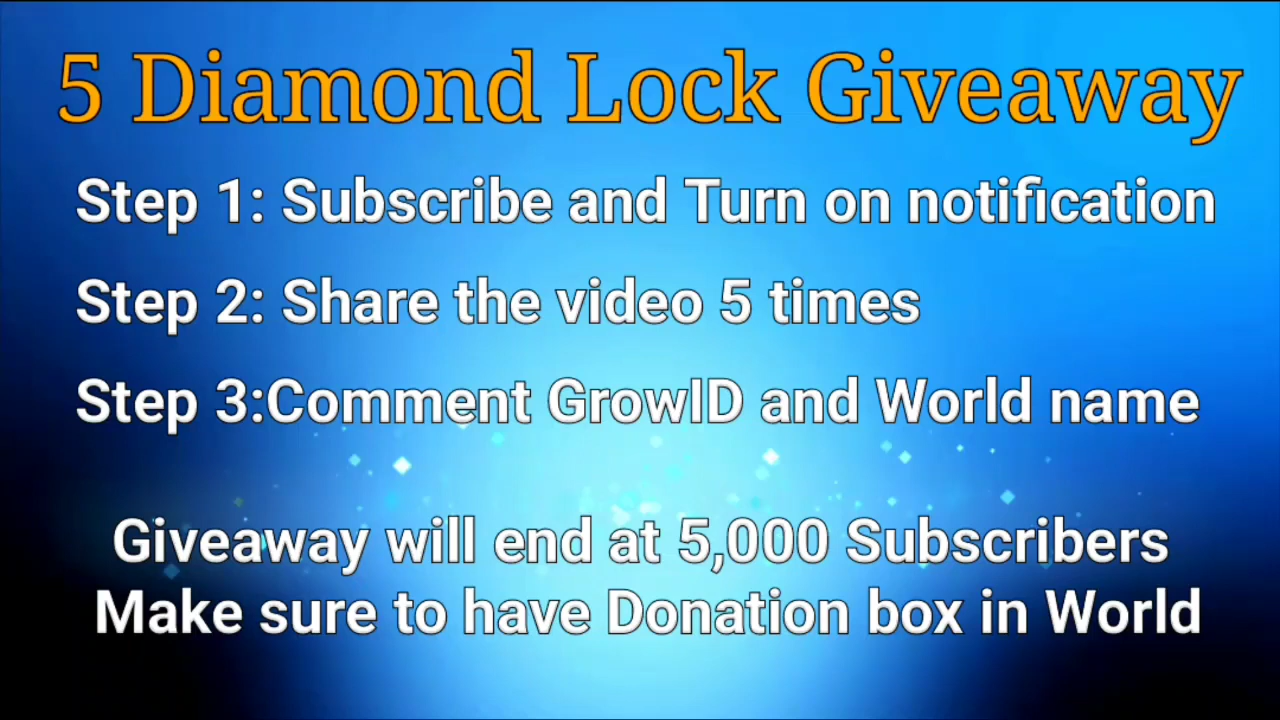 5 Diamond Lock Giveaway
Step 1: Subscribe and Turn on notification
Step 2: Share the video 5 times
Step 3:Comment GrowID and World name
Giveaway will end at 5,000 Subscribers
Make sure to have Donation box in World